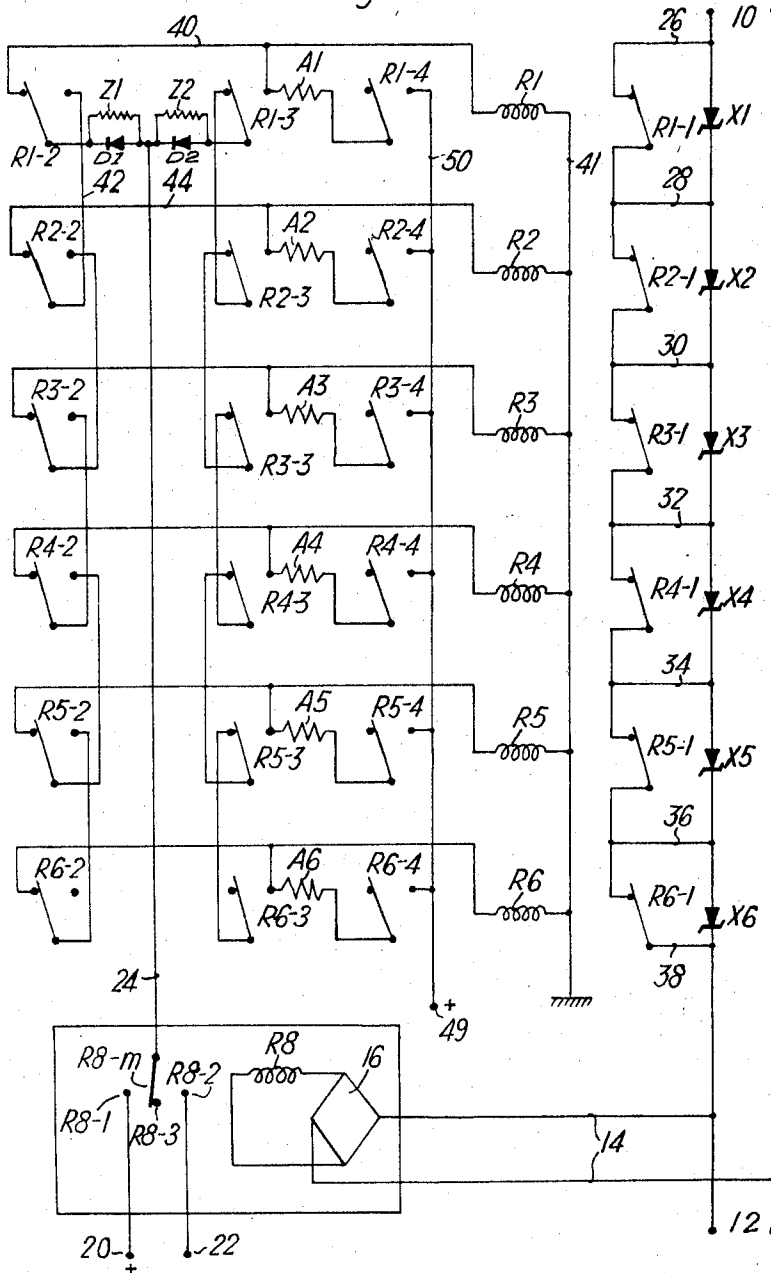 40
26
10
Z1
Z2
A1
R1-4
R1
X1
R1-3
R1-1
R1-2
D1
D2
42
44
50
41
28
R2-2
A2
R2-4
R2
R2-1
X2
R2-3
30
R3-2
A3
R3-4
R3
R3-1
X3
R3-3
32
R4-2
A4
R4-4
R4
R4-1
X4
R4-3
34
R5-2
A5
R5-4
R5
R5-1
X5
R5-3
36
R6-2
A6
R6-4
R6
R6-1
X6
R6-3
38
24
+
49
R8-m
R8-2
R8
16
R8-1
R8-3
14
20
+
22
12